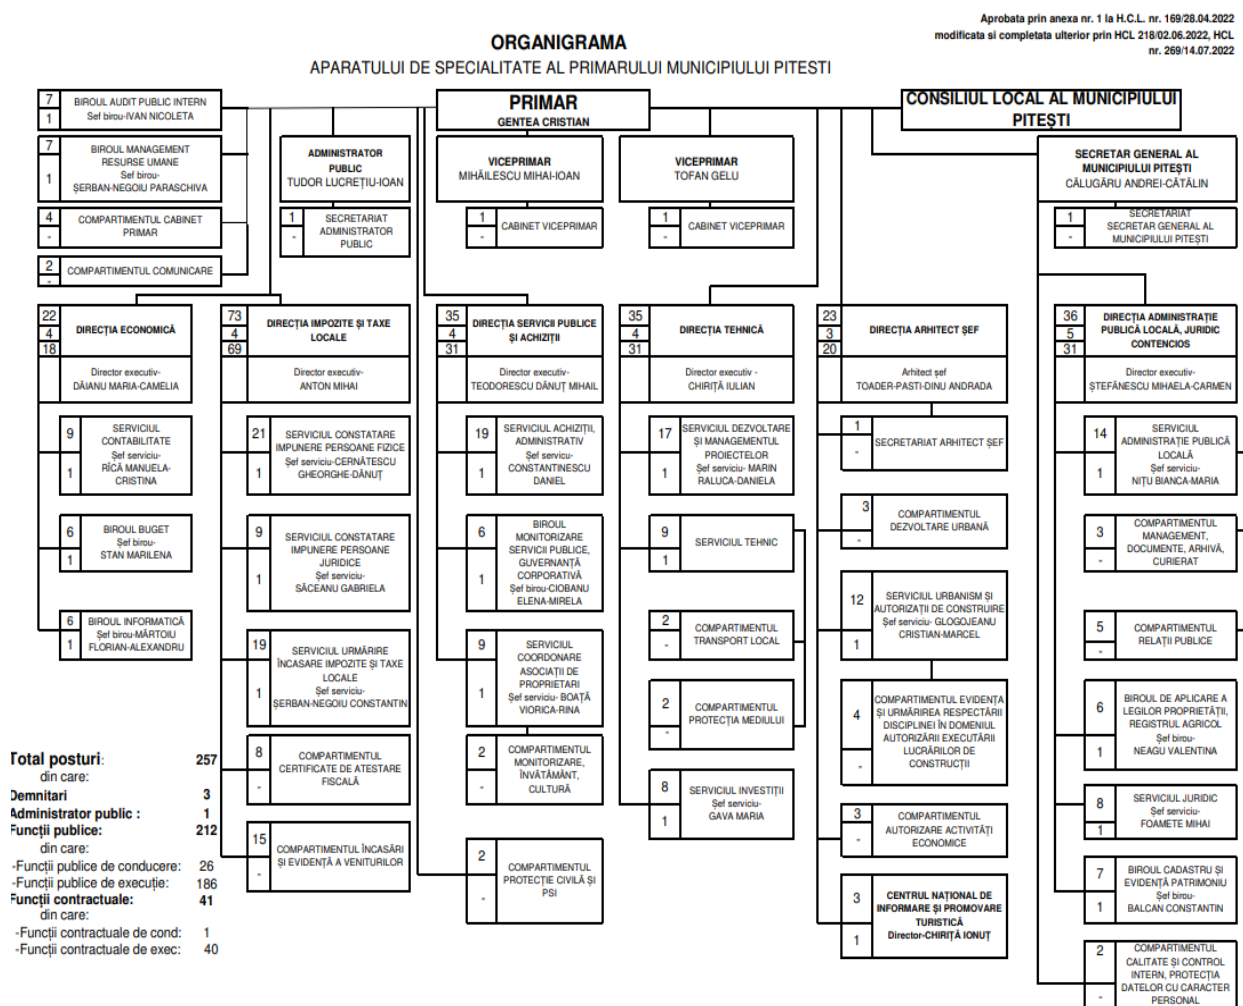 Aprobata prin anexa nr. 1 la H.C.L. nr. 169/28.04.2022
modificata si completata ulterior prin HCL 218/02.06.2022, HCL
nr. 269/14.07.2022
ORGANIGRAMA
APARATULUI DE SPECIALITATE AL PRIMARULUI MUNICIPIULUI PITESTI
7
1
BIROUL AUDIT PUBLIC INTERN
Sef birou-IVAN NICOLETA
PRIMAR
GENTEA CRISTIAN
CONSILIUL LOCAL AL MUNICIPIULUI
PITEȘTI
7
1
BIROUL MANAGEMENT
RESURSE UMANE
Sef birou-
ȘERBAN-NEGOIU PARASCHIVA
ADMINISTRATOR
PUBLIC
TUDOR LUCREȚIU-IOAN
VICEPRIMAR
MIHĂILESCU MIHAI-IOAN
VICEPRIMAR
TOFAN GELU
SECRETAR GENERAL AL
MUNICIPIULUI PITEȘTI
CĂLUGĂRU ANDREI-CĂTĂLIN
4
-
COMPARTIMENTUL CABINET
PRIMAR
1
-
SECRETARIAT
ADMINISTRATOR
PUBLIC
1
-
CABINET VICEPRIMAR
1
-
CABINET VICEPRIMAR
1
-
SECRETARIAT
SECRETAR GENERAL AL
MUNICIPIULUI PITEȘTI
2
-
COMPARTIMENTUL COMUNICARE
22
4
18
DIRECȚIA ECONOMICĂ
Director executiv-
DĂIANU MARIA-CAMELIA
73
4
69
DIRECȚIA IMPOZITE ȘI TAXE
LOCALE
Director executiv-
ANTON MIHAI
35
4
31
DIRECȚIA SERVICII PUBLICE
ȘI ACHIZIȚII
Director executiv-
TEODORESCU DĂNUȚ MIHAIL
35
4
31
DIRECȚIA TEHNICĂ
Director executiv -
CHIRIȚĂ IULIAN
23
3
20
DIRECȚIA ARHITECT ȘEF
Arhitect șef
TOADER-PASTI-DINU ANDRADA
36
5
31
DIRECȚIA ADMINISTRAȚIE
PUBLICĂ LOCALĂ, JURIDIC
CONTENCIOS
Director executiv-
ȘTEFĂNESCU MIHAELA-CARMEN
9
1
SERVICIUL
CONTABILITATE
Șef serviciu-
RÎCĂ MANUELA-
CRISTINA
6
1
BIROUL BUGET
Șef birou-
STAN MARILENA
6
1
BIROUL INFORMATICĂ
Șef birou-MĂRTOIU
FLORIAN-ALEXANDRU
21
1
SERVICIUL CONSTATARE
IMPUNERE PERSOANE FIZICE
Șef serviciu-CERNĂTESCU
GHEORGHE-DĂNUȚ
9
1
SERVICIUL CONSTATARE
IMPUNERE PERSOANE
JURIDICE
Șef serviciu-
SĂCEANU GABRIELA
19
1
SERVICIUL URMĂRIRE
ÎNCASARE IMPOZITE ȘI TAXE
LOCALE
Șef serviciu-
ȘERBAN-NEGOIU CONSTANTIN
8
-
COMPARTIMENTUL
CERTIFICATE DE ATESTARE
FISCALĂ
15
-
COMPARTIMENTUL ÎNCASĂRI
ȘI EVIDENȚĂ A VENITURILOR
19
1
SERVICIUL ACHIZIȚII,
ADMINISTRATIV
Șef servicu-
CONSTANTINESCU
DANIEL
6
1
BIROUL
MONITORIZARE
SERVICII PUBLICE,
GUVERNANȚĂ
CORPORATIVĂ
Șef birou-CIOBANU
ELENA-MIRELA
9
1
SERVICIUL
COORDONARE
ASOCIAȚII DE
PROPRIETARI
Șef serviciu- BOAȚĂ
VIORICA-RINA
2
-
COMPARTIMENTUL
MONITORIZARE,
ÎNVĂTĂMÂNT,
CULTURĂ
2
-
COMPARTIMENTUL
PROTECȚIE CIVILĂ ȘI
PSI
17
1
SERVICIUL DEZVOLTARE
ȘI MANAGEMENTUL
PROIECTELOR
Șef serviciu- MARIN
RALUCA-DANIELA
9
1
SERVICIUL TEHNIC
2
-
COMPARTIMENTUL
TRANSPORT LOCAL
2
-
COMPARTIMENTUL
PROTECȚIA MEDIULUI
8
1
SERVICIUL INVESTIȚII
Șef serviciu-
GAVA MARIA
1
-
SECRETARIAT ARHITECT ȘEF
3
-
COMPARTIMENTUL
DEZVOLTARE URBANĂ
12
1
SERVICIUL URBANISM ȘI
AUTORIZAȚII DE CONSTRUIRE
Șef serviciu- GLOGOJEANU
CRISTIAN-MARCEL
4
-
COMPARTIMENTUL EVIDENȚA
ȘI URMĂRIREA RESPECTĂRII
DISCIPLINEI ÎN DOMENIUL
AUTORIZĂRII EXECUTĂRII
LUCRĂRILOR DE
CONSTRUCȚII
3
-
COMPARTIMENTUL
AUTORIZARE ACTIVITĂȚI
ECONOMICE
3
1
CENTRUL NAȚIONAL DE
INFORMARE ȘI PROMOVARE
TURISTICĂ
Director-CHIRIȚĂ IONUȚ
14
1
SERVICIUL
ADMINISTRAȚIE PUBLICĂ
LOCALĂ
Șef serviciu-
NIȚU BIANCA-MARIA
3
-
COMPARTIMENTUL
MANAGEMENT,
DOCUMENTE, ARHIVĂ,
CURIERAT
5
-
COMPARTIMENTUL
RELAȚII PUBLICE
6
1
BIROUL DE APLICARE A
LEGILOR PROPRIETĂȚII,
REGISTRUL AGRICOL
Șef birou-
NEAGU VALENTINA
8
1
SERVICIUL JURIDIC
Șef serviciu-
FOAMETE MIHAI
7
1
BIROUL CADASTRU ȘI
EVIDENȚĂ PATRIMONIU
Șef birou-
BALCAN CONSTANTIN
2
-
COMPARTIMENTUL
CALITATE ȘI CONTROL
INTERN, PROTECȚIA
DATELOR CU CARACTER
PERSONAL
Total posturi: 257
din care:
Demnitari 3
Administrator public : 1
Funcții publice: 212
din care:
-Funcții publice de conducere: 26
-Funcții publice de execuție: 186
Funcții contractuale: 41
din care:
-Funcții contractuale de cond: 1
-Funcții contractuale de exec: 40